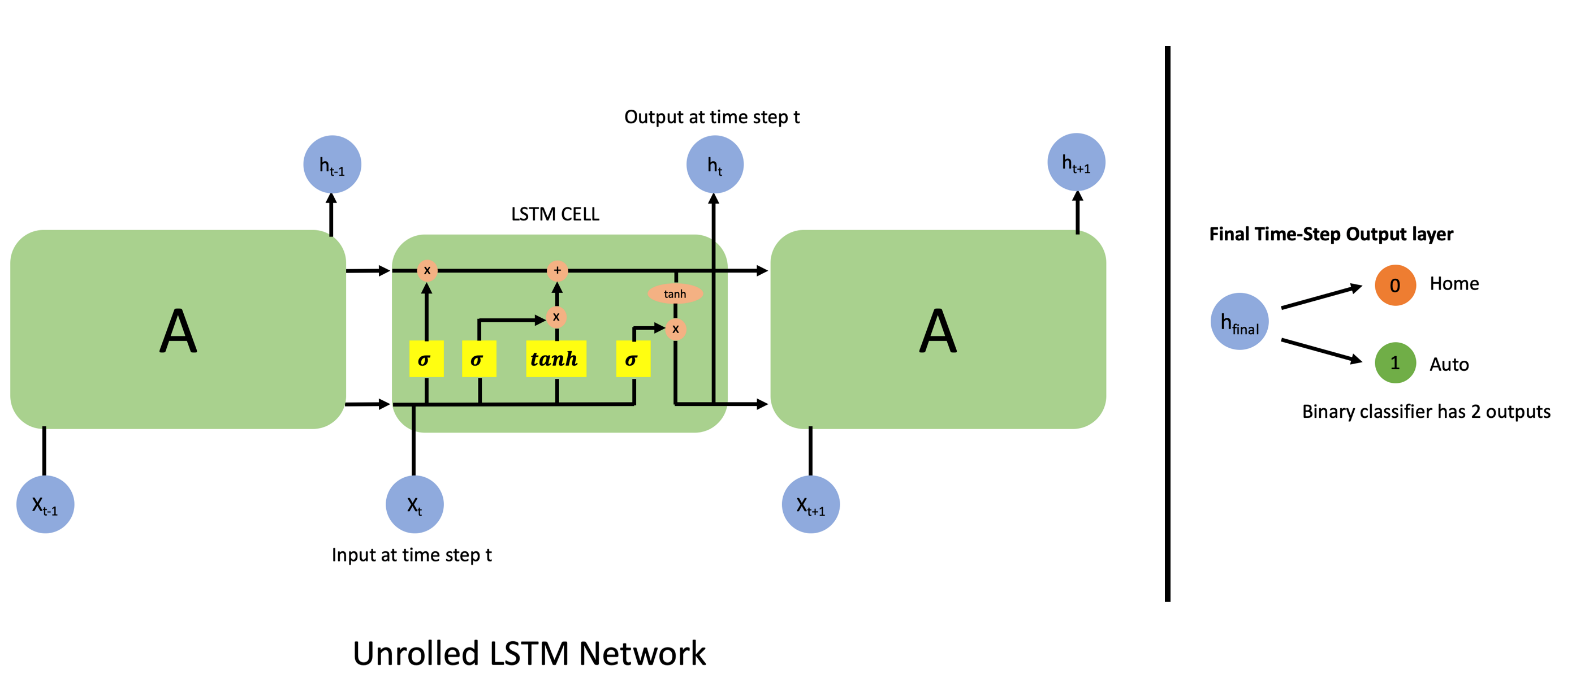 Output at time step t
h_t-1
h_t
h_t+1
LSTM CELL
x
+
tanh
x
x
σ
σ
tanh
σ
A
A
X_t-1
X_t
X_t+1
Input at time step t
Unrolled LSTM Network
Final Time-Step Output layer
h_final
0
Home
1
Auto
Binary classifier has 2 outputs